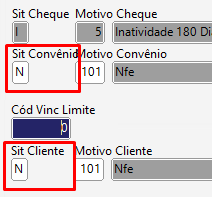 Sit Cheque Motivo Cheque
I 5 Inatividade 180 Di
Sit Convênio Motivo Convênio
N 101 Nfe
Cód Vinc Limite
0
Sit Cliente Motivo Cliente
N 101 Nfe